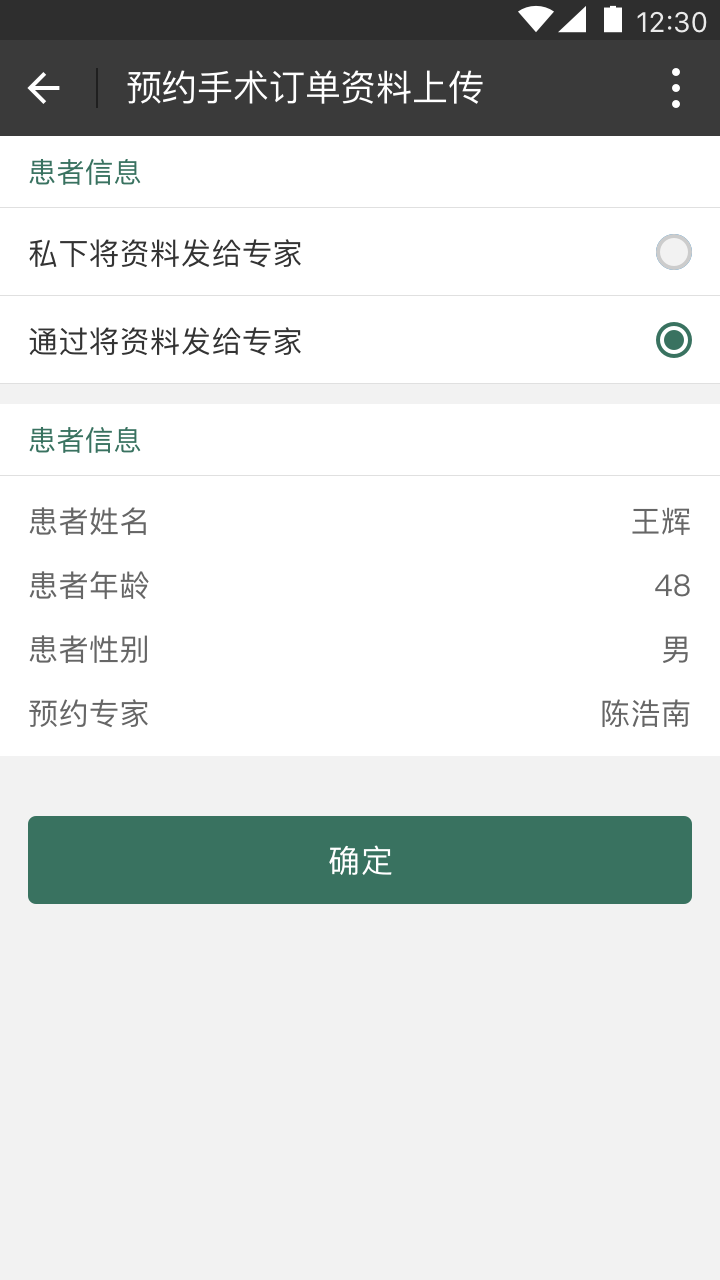 12:30
预约手术订单资料上传
患者信息
私下将资料发给专家
通过将资料发给专家
患者信息
患者姓名 王辉
患者年龄 48
患者性别 男
预约专家 陈浩南
确定